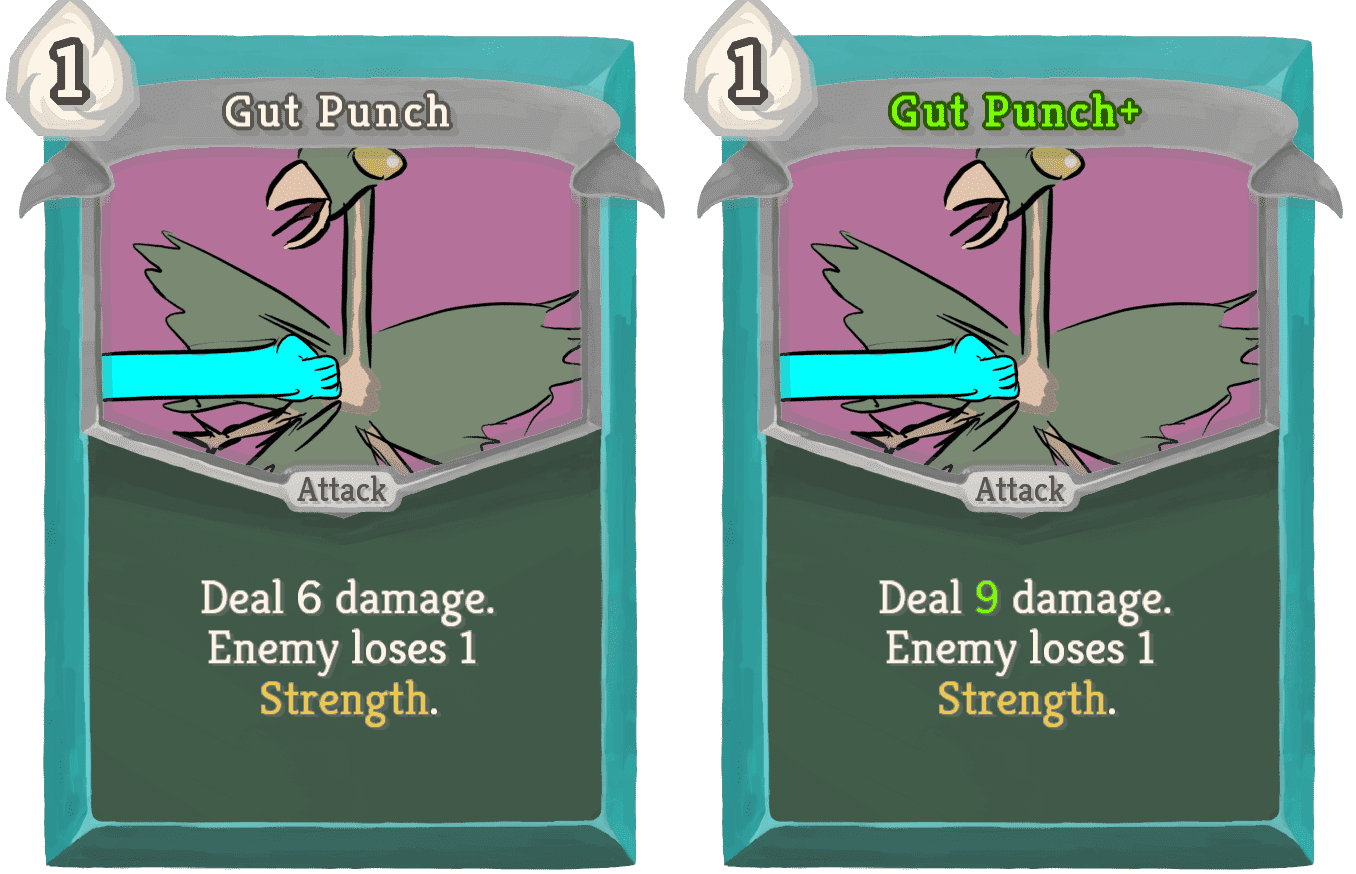 1
Gut Punch
Attack
Deal 6 damage.
Enemy loses 1
Strength.
1
Gut Punch+
Attack
Deal 9 damage.
Enemy loses 1
Strength.